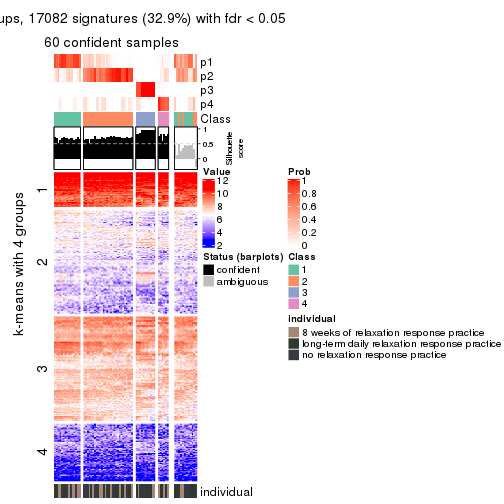 ups, 17082 signatures (32.9%) with fdr < 0.05
60 confident samples
p1
p2
p3
p4
Class
1
0.5
0
Silhouette
score
k-means with 4 groups
1
2
3
4
individual
Value
12
10
8
6
4
2
Prob
1
0.8
0.6
0.4
0.2
0
Status (barplots)
confident
ambiguous
Class
1
2
3
4
individual
8 weeks of relaxation response practice
long-term daily relaxation response practice
no relaxation response practice